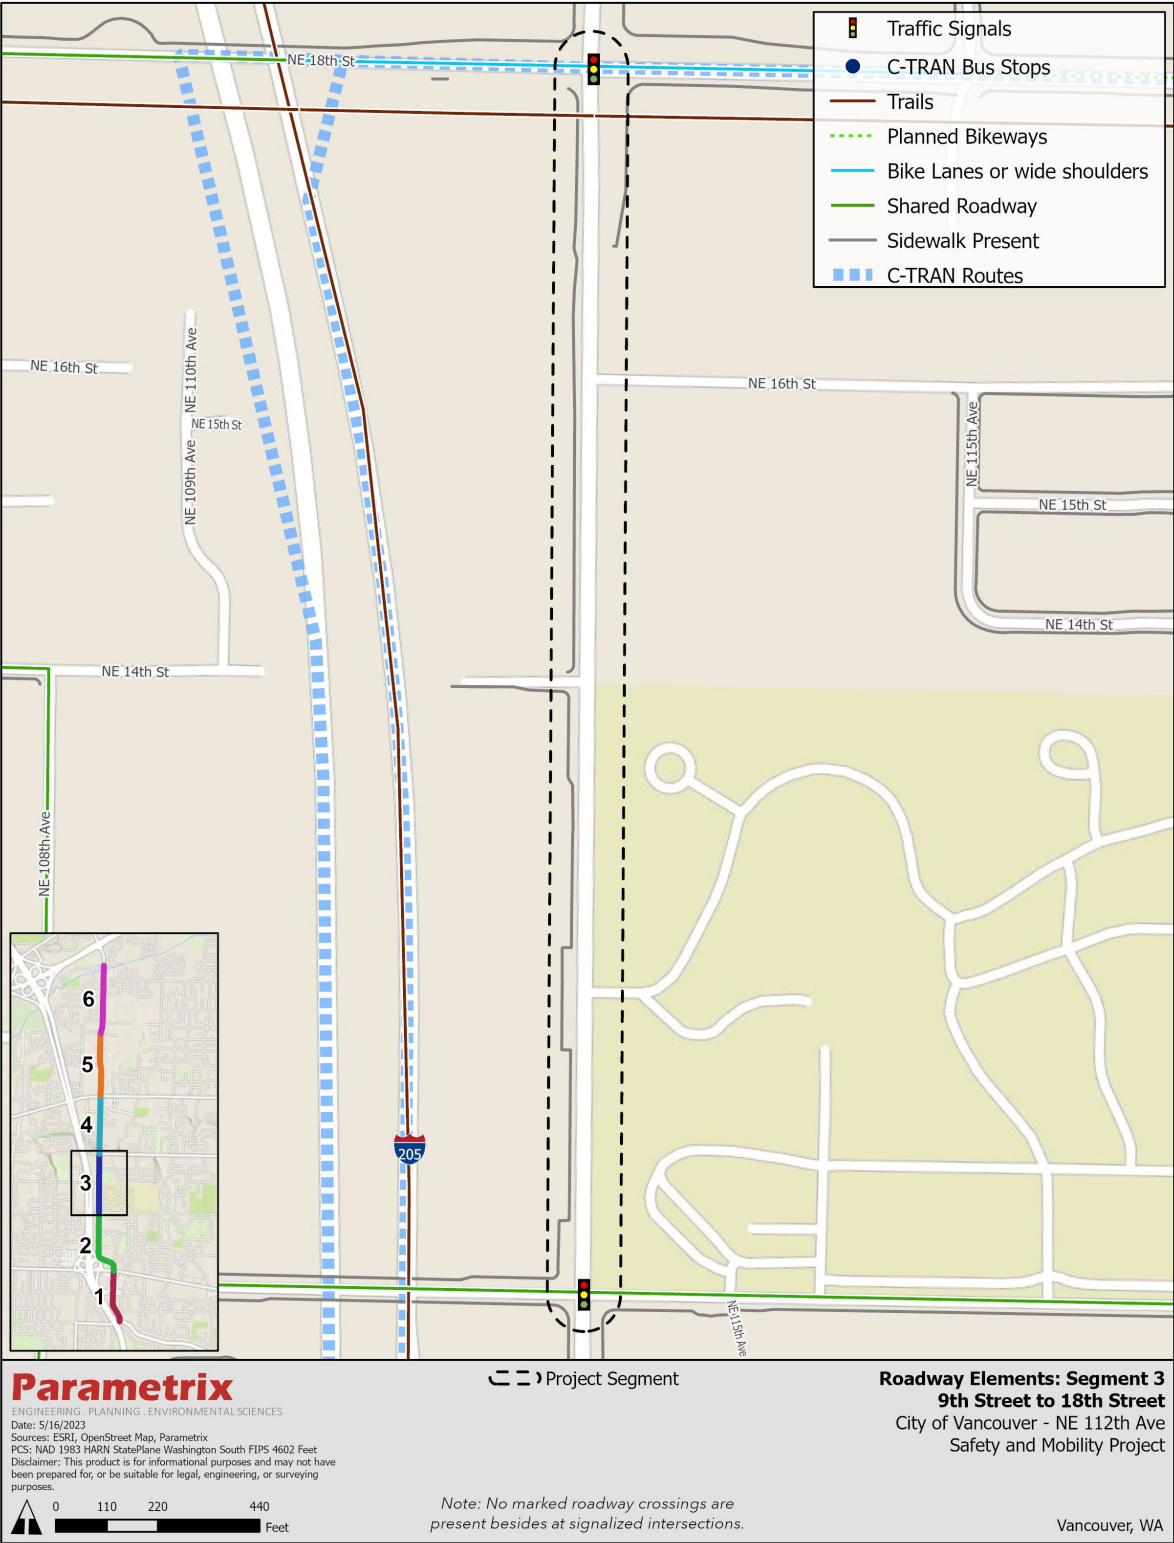 Traffic Signals
C-TRAN Bus Stops
Trails
Planned Bikeways
Bike Lanes or wide shoulders
Shared Roadway
Sidewalk Present
C-TRAN Routes
NE 18th St
NE 16th St
NE 110th Ave
NE 15th St
NE 109th Ave
NE 16th St
NE 115th Ave
NE 15th St
NE 14th St
NE 14th St
NE 108th Ave
205
NE 115th Ave
6
5
4
3
2
1
Parametrix
ENGINEERING . PLANNING . ENVIRONMENTAL SCIENCES
Date: 5/16/2023
Sources: ESRI, OpenStreet Map, Parametrix
PCS: NAD 1983 HARN StatePlane Washington South FIPS 4602 Feet
Disclaimer: This product is for informational purposes and may not have
been prepared for, or be suitable for legal, engineering, or surveying
purposes.
0 110 220 440
Feet
Project Segment
Note: No marked roadway crossings are
present besides at signalized intersections.
Roadway Elements: Segment 3
9th Street to 18th Street
City of Vancouver - NE 112th Ave
Safety and Mobility Project
Vancouver, WA